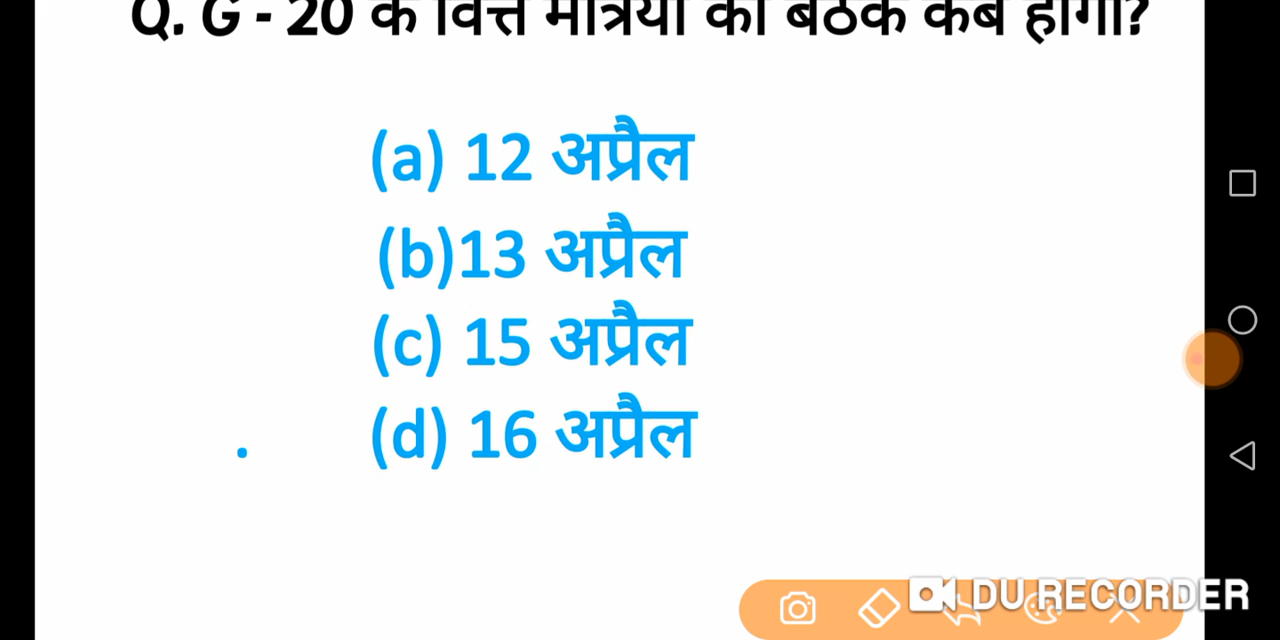 Q. G - 20 के वित्त मंत्रियों की बैठक कब होगी?
(a) 12 अप्रैल
(b)13 अप्रैल
(c) 15 अप्रैल
. (d) 16 अप्रैल
DU RECORDER